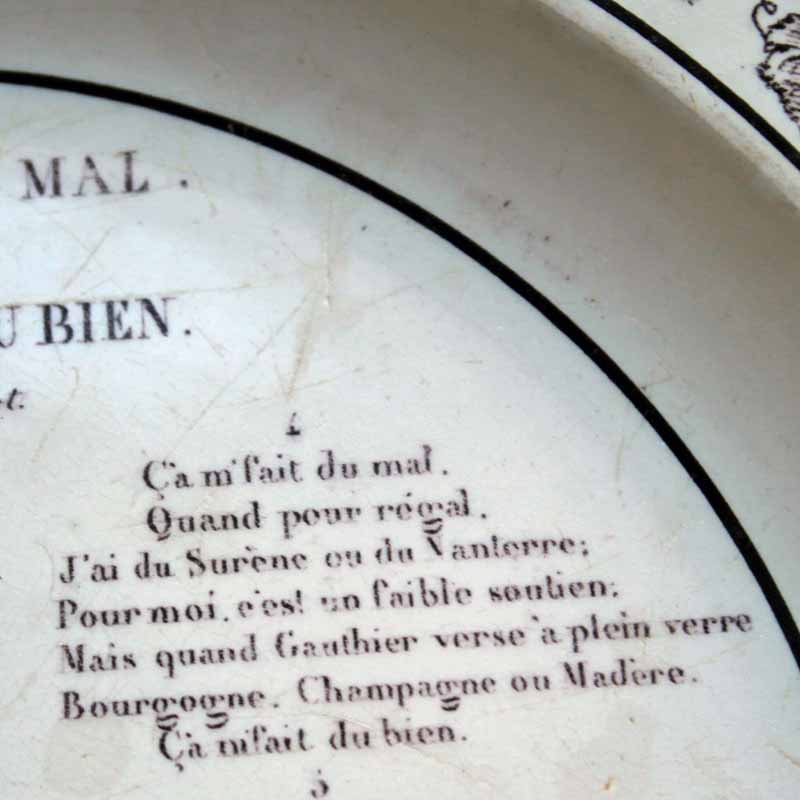 MAL.
U BIEN.
t.
4
Ça m'fait du mal.
Quand pour régal.
J'ai du Surène ou du Nanterre;
Pour moi, c'est un faible soutien;
Mais quand Gauthier verse à plein verre
Bourgogne, Champagne ou Madère.
Ça m'fait du bien.
5